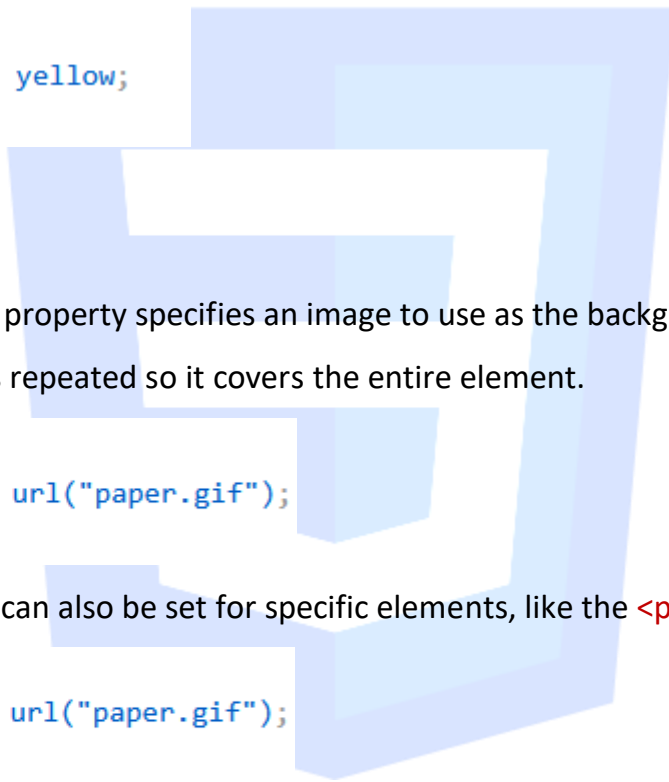 yellow;
property specifies an image to use as the backg
repeated so it covers the entire element.
url("paper.gif");
can also be set for specific elements, like the <p
url("paper.gif");